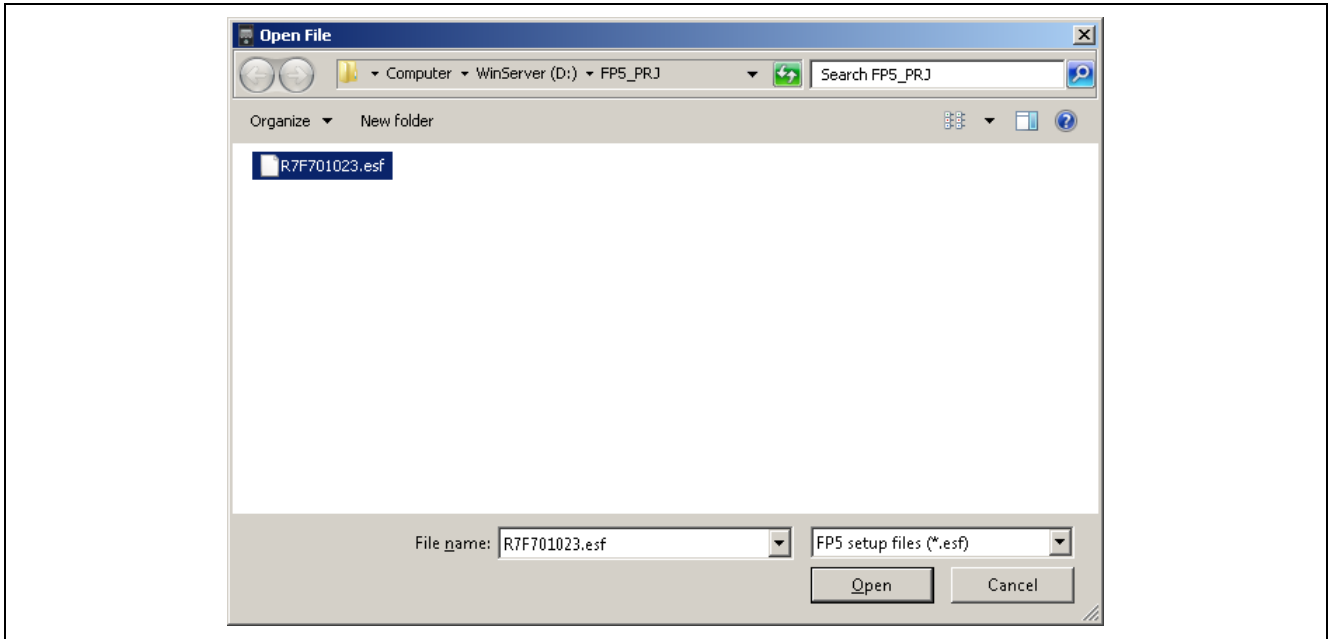 Open File
Computer WinServer (D:) FP5_PRJ
Search FP5_PRJ
Organize New folder
R7F701023.esf
File name: R7F701023.esf
FP5 setup files (*.esf)
Open Cancel